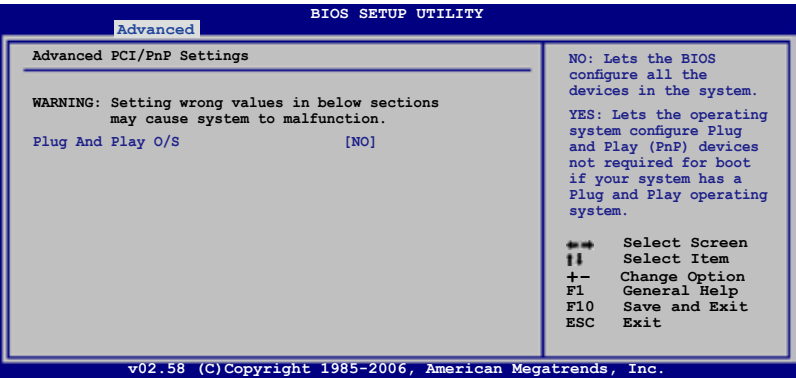 BIOS SETUP UTILITY
Advanced
Advanced PCI/PnP Settings
WARNING: Setting wrong values in below sections
may cause system to malfunction.
Plug And Play O/S [NO]
NO: Lets the BIOS
configure all the
devices in the system.
YES: Lets the operating
system configure Plug
and Play (PnP) devices
not required for boot
if your system has a
Plug and Play operating
system.
Select Screen
Select Item
+- Change Option
F1 General Help
F10 Save and Exit
ESC Exit
v02.58 (C)Copyright 1985-2006, American Megatrends, Inc.